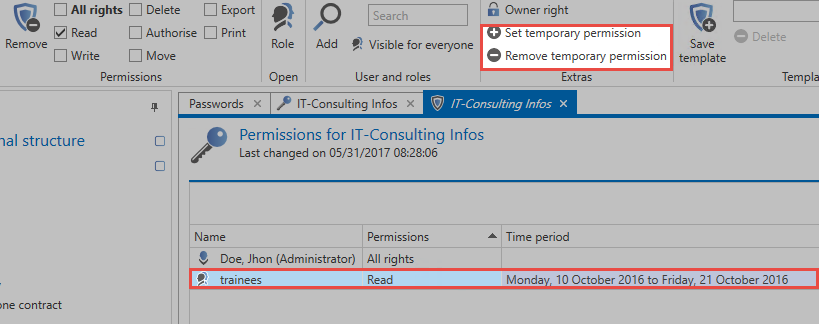 All rights Delete Export
Remove Read Authorise Print
Write Move
Permissions
Role
Open
Search
Add Visible for everyone
User and roles
Owner right
Set temporary permission
Remove temporary permission
Extras
Save
template
Delete
Templ
Passwords IT-Consulting Infos IT-Consulting Infos
nal structure
one contract
Permissions for IT-Consulting Infos
Last changed on 05/31/2017 08:28:06
Name Permissions Time period
Doe, Jhon (Administrator) All rights
trainees Read Monday, 10 October 2016 to Friday, 21 October 2016